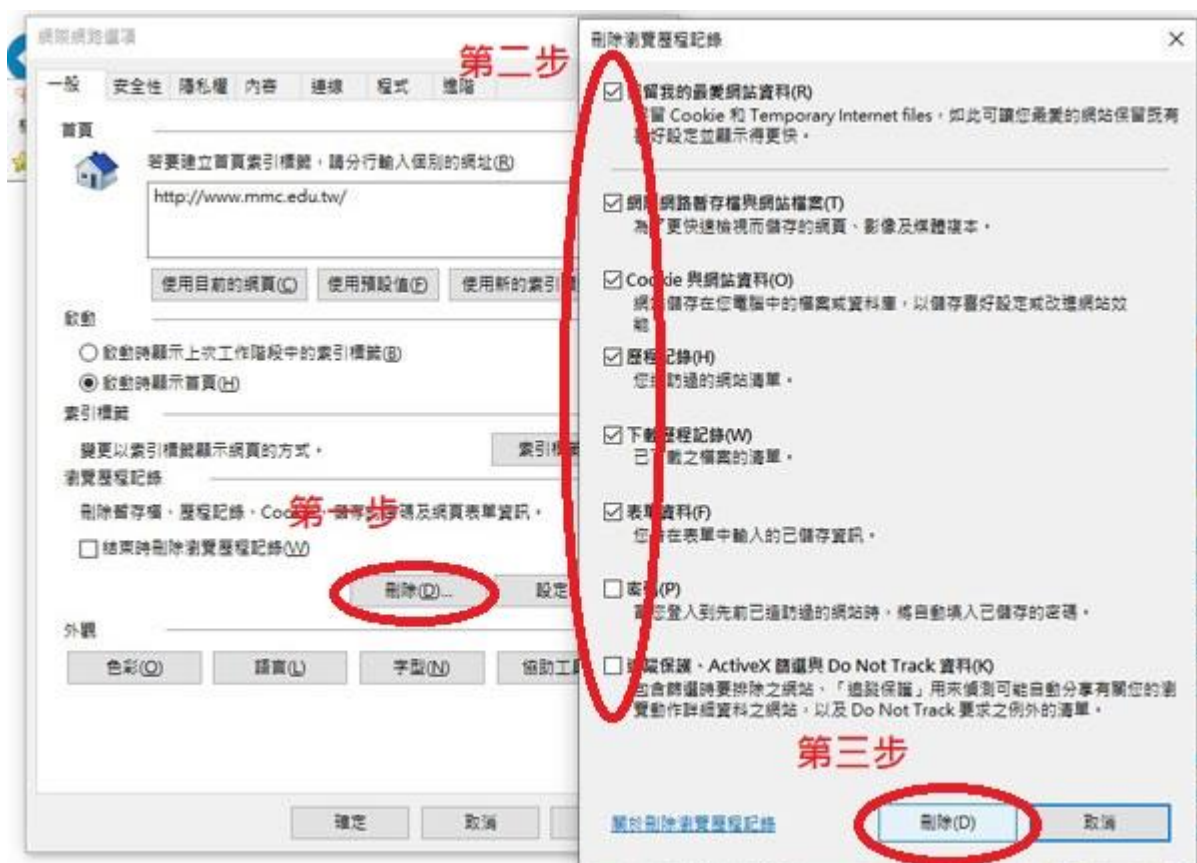 網際網路選項
第二步
一般 安全性 隱私權 內容 連線 程式 進階
首頁
若要建立首頁索引標籤，請分行輸入個別的網址(R)
http://www.mmc.edu.tw/
使用目前的網頁(C) 使用預設值(F) 使用新的索引
啟動
啟動時顯示上次工作階段中的索引標籤(B)
啟動時顯示首頁(H)
索引標籤
變更以索引標籤顯示網頁的方式。 索引標籤
瀏覽歷程記錄
第一步
刪除暫存檔、歷程記錄、Coo 儲存 密碼及網頁表單資訊。
結束時刪除瀏覽歷程記錄(W)
刪除(D)... 設定
外觀
色彩(O) 語言(L) 字型(N) 協助工
確定 取消
刪除瀏覽歷程記錄
留我的最愛網站資料(R)
留 Cookie 和 Temporary Internet files，如此可讓您最愛的網站保留既有
好設定並顯示得更快。
網際網路暫存檔與網站檔案(T)
為了更快速檢視而儲存的網頁、影像及媒體複本。
Cookie 與網站資料(O)
網站儲存在您電腦中的檔案或資料庫，以儲存喜好設定或改進網站效
能
歷程記錄(H)
您造訪過的網站清單。
下載歷程記錄(W)
已下載之檔案的清單。
表單資料(F)
您曾在表單中輸入的已儲存資訊。
密碼(P)
當您登入到先前已造訪過的網站時，將自動填入已儲存的密碼。
追蹤保護、ActiveX 篩選與 Do Not Track 資料(K)
包含篩選時要排除之網站、「追蹤保護」用來偵測可能自動分享有關您的瀏
覽動作詳細資料之網站，以及 Do Not Track 要求之例外的清單。
第三步
關於刪除瀏覽歷程記錄 刪除(D) 取消